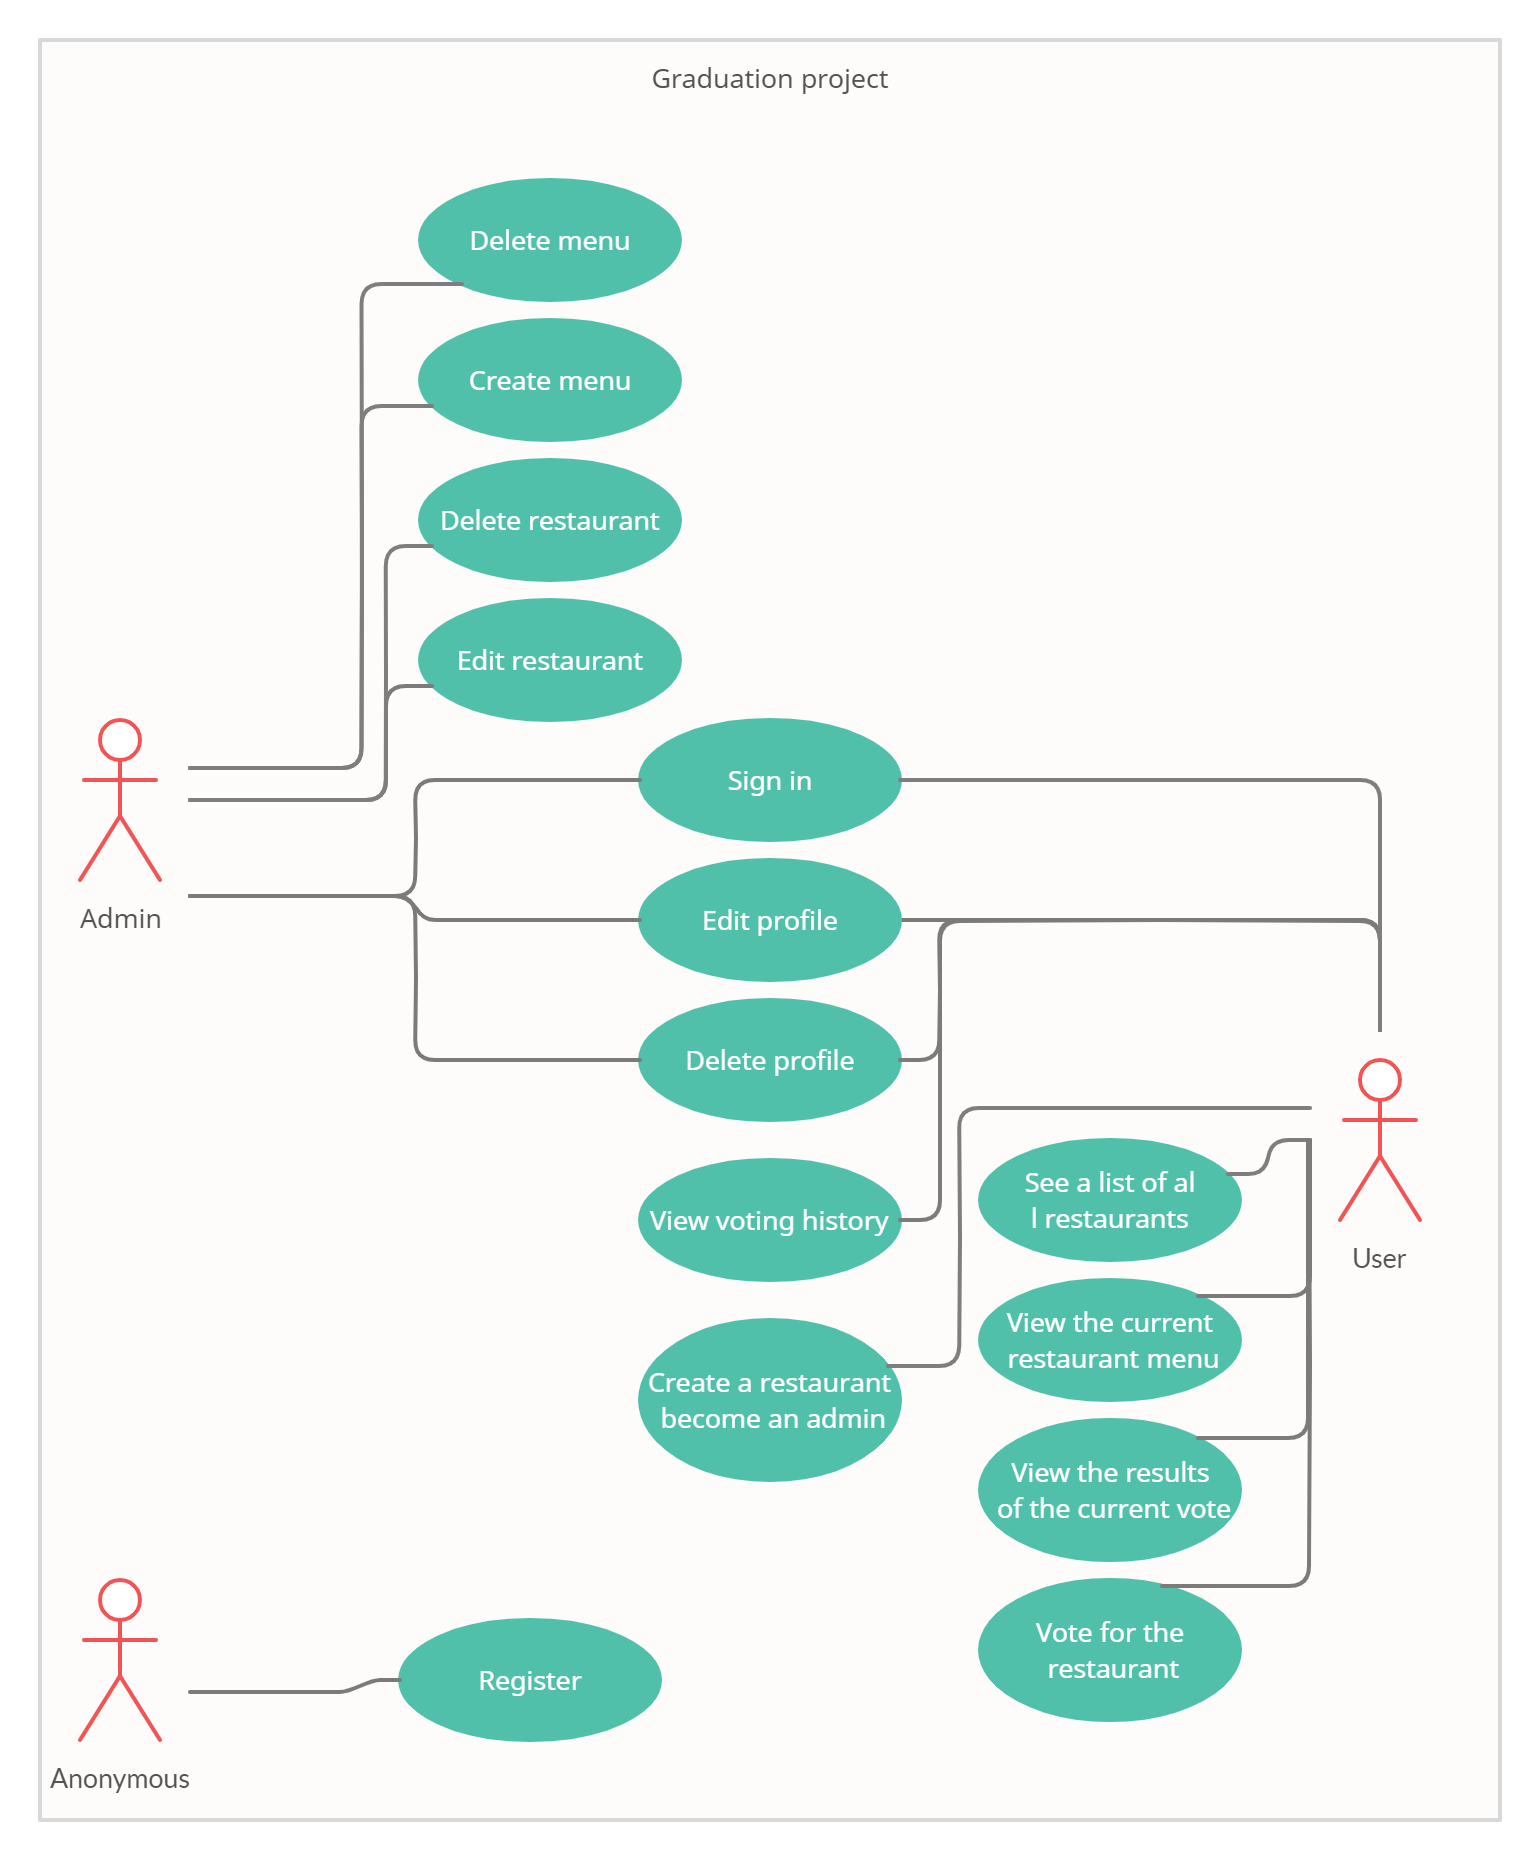 Graduation project
Delete menu
Create menu
Delete restaurant
Edit restaurant
Sign in
Admin
Edit profile
Delete profile
See a list of al
l restaurants
View voting history
User
View the current
restaurant menu
Create a restaurant
become an admin
View the results
of the current vote
Vote for the
restaurant
Register
Anonymous